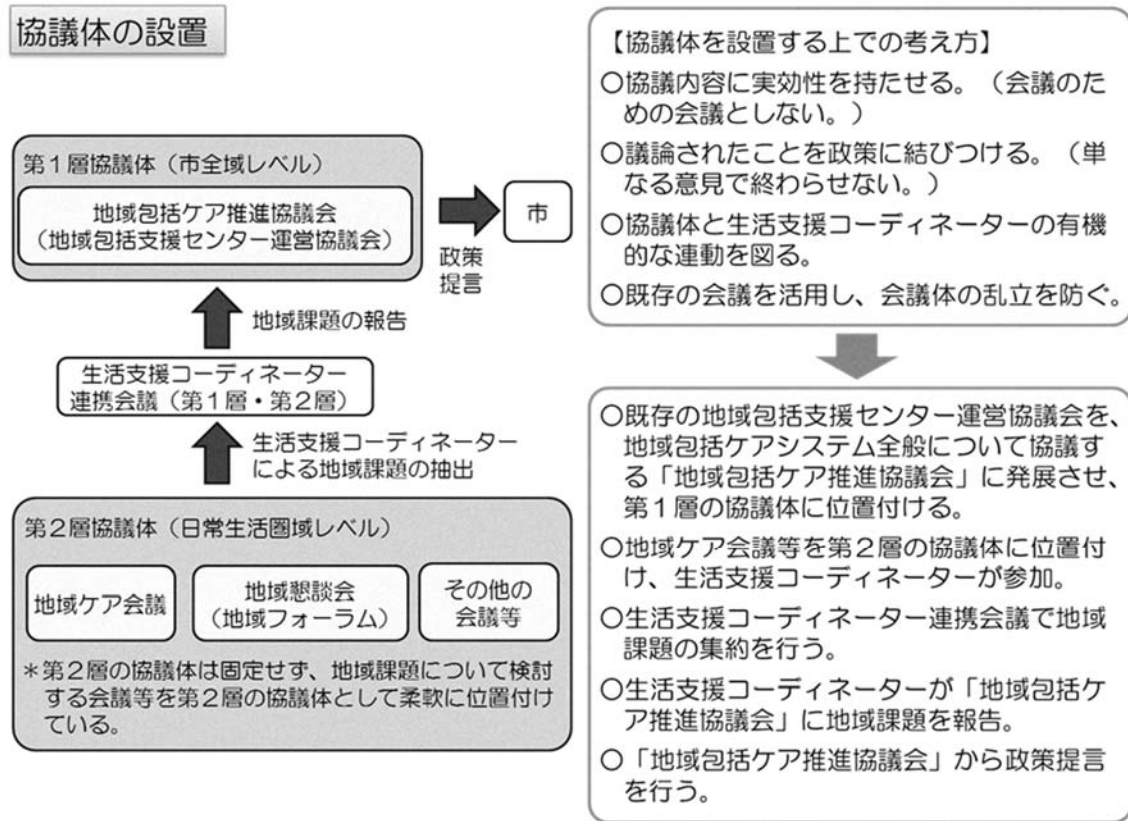 協議体の設置
第1層協議体（市全域レベル）
地域包括ケア推進協議会
（地域包括支援センター運営協議会）
政策
提言
市
地域課題の報告
生活支援コーディネーター
連携会議（第1層・第2層）
生活支援コーディネーター
による地域課題の抽出
第2層協議体（日常生活圏域レベル）
地域ケア会議
地域懇談会
（地域フォーラム）
その他の
会議等
＊第2層の協議体は固定せず、地域課題について検討
する会議等を第2層の協議体として柔軟に位置付け
ている。
【協議体を設置する上での考え方】
○協議内容に実効性を持たせる。（会議のた
めの会議としない。）
○議論されたことを政策に結びつける。（単
なる意見で終わらせない。）
○協議体と生活支援コーディネーターの有機
的な連動を図る。
○既存の会議を活用し、会議体の乱立を防ぐ。
○既存の地域包括支援センター運営協議会を、
地域包括ケアシステム全般について協議す
る「地域包括ケア推進協議会」に発展させ、
第1層の協議体に位置付ける。
○地域ケア会議等を第2層の協議体に位置付
け、生活支援コーディネーターが参加。
○生活支援コーディネーター連携会議で地域
課題の集約を行う。
○生活支援コーディネーターが「地域包括ケ
ア推進協議会」に地域課題を報告。
○「地域包括ケア推進協議会」から政策提言
を行う。